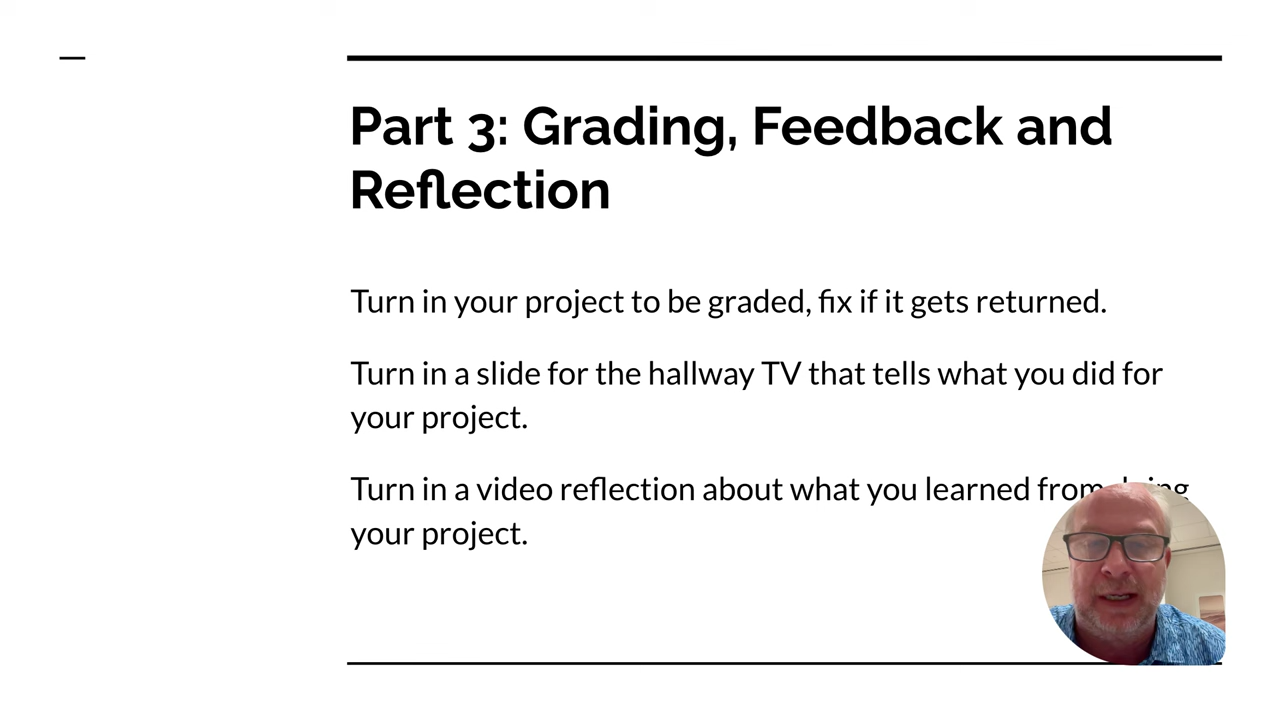 Part 3: Grading, Feedback and
Reflection
Turn in your project to be graded, fix if it gets returned.
Turn in a slide for the hallway TV that tells what you did for
your project.
Turn in a video reflection about what you learned from
your project.